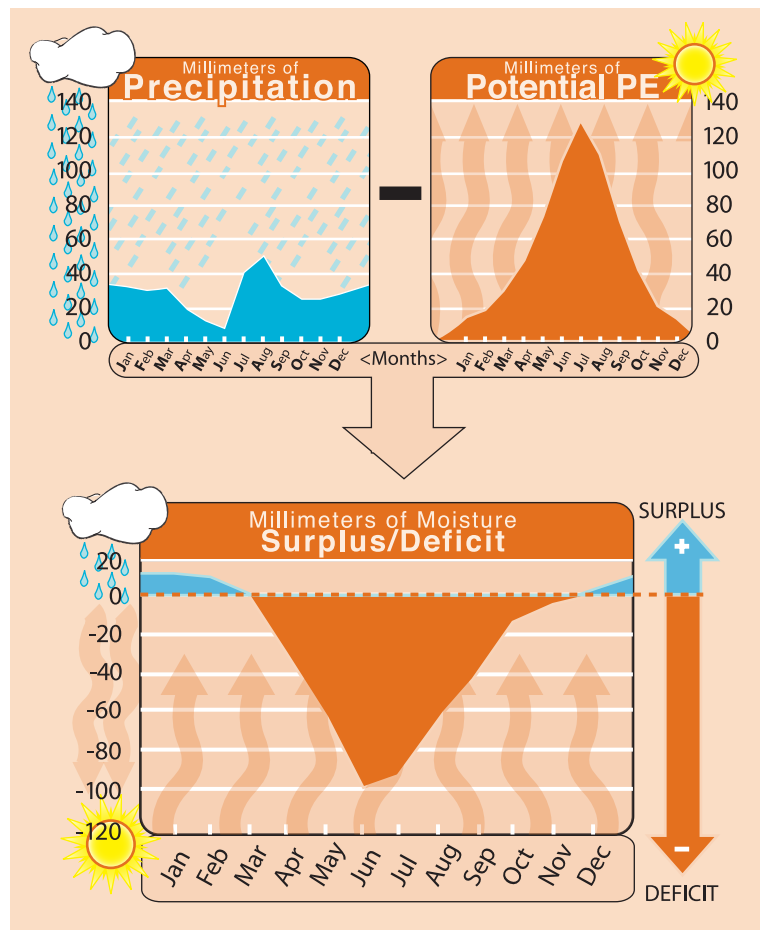 Millimeters of
Precipitation
Millimeters of
Potential PE
140
120
100
80
60
40
20
0
140
120
100
80
60
40
20
0
Jan Feb Mar Apr May Jun Jul Aug Sep Oct Nov Dec
<Months>
Jan Feb Mar Apr May Jun Jul Aug Sep Oct Nov Dec
Millimeters of Moisture
Surplus/Deficit
SURPLUS
+
20
0
-20
-40
-60
-80
-100
-120
-
DEFICIT
Jan Feb Mar Apr May Jun Jul Aug Sep Oct Nov Dec